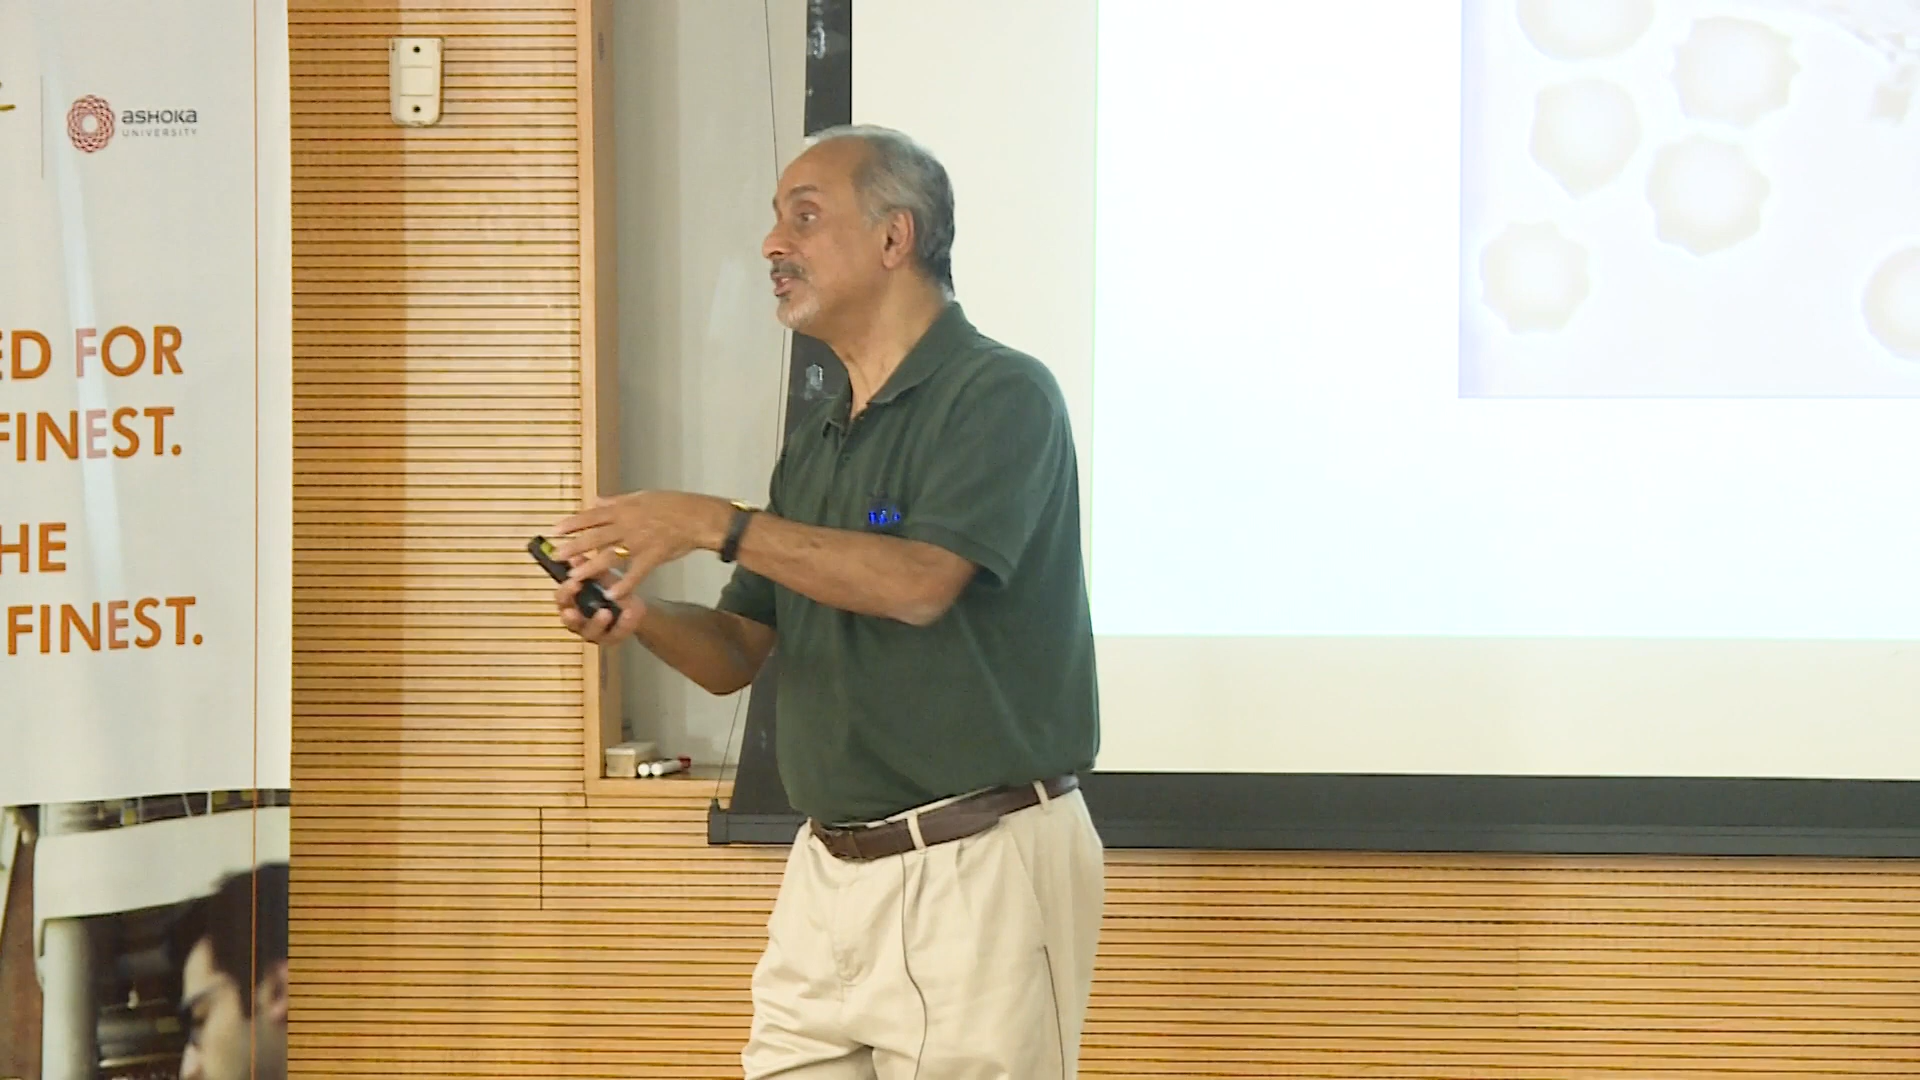 ASHOKA
UNIVERSITY
ED FOR
FINEST.
HE
FINEST.